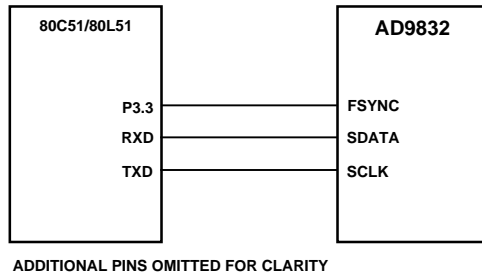 80C51/80L51
AD9832
P3.3
FSYNC
RXD
SDATA
TXD
SCLK
ADDITIONAL PINS OMITTED FOR CLARITY